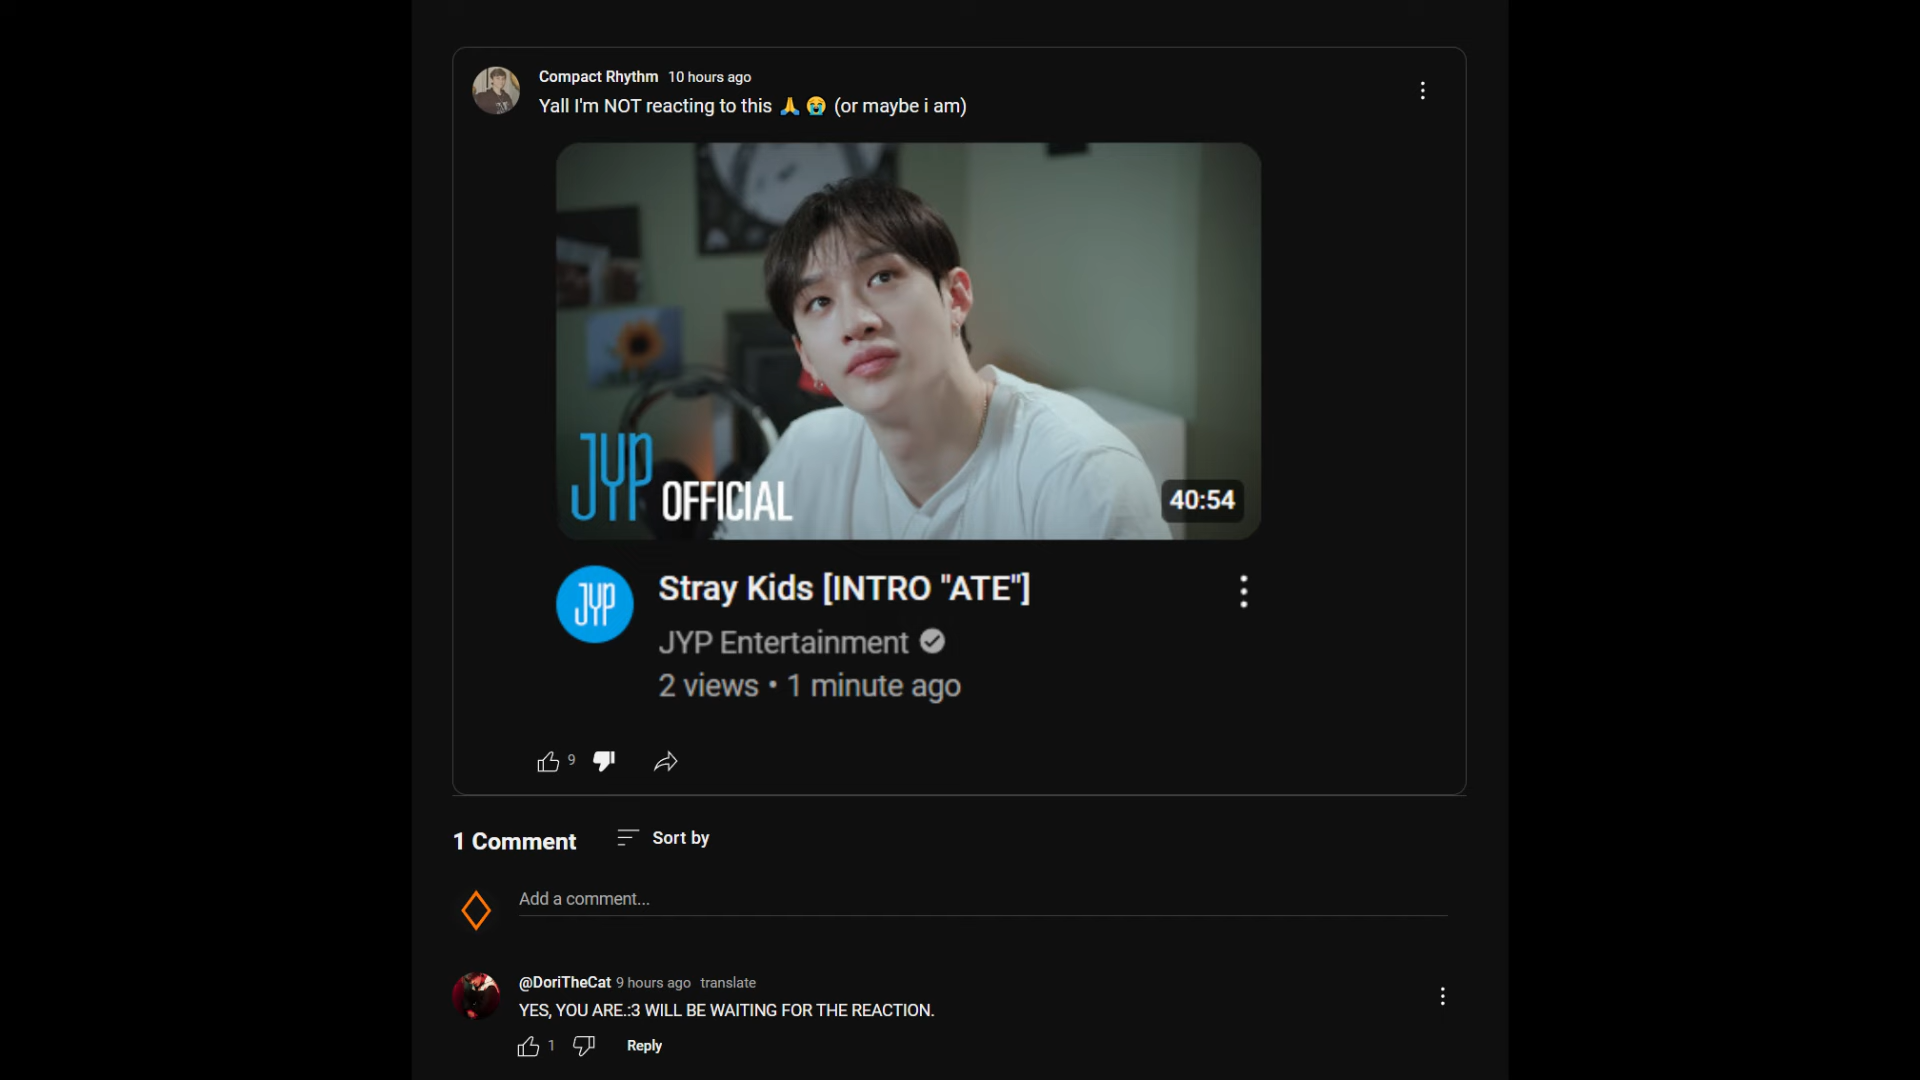 Compact Rhythm 10 hours ago
Yall I'm NOT reacting to this 🙏 😭 (or maybe i am)
JYP OFFICIAL
40:54
JYP
Stray Kids [INTRO "ATE"]
JYP Entertainment
2 views • 1 minute ago
9
1 Comment Sort by
Add a comment...
@DoriTheCat 9 hours ago translate
YES, YOU ARE.:3 WILL BE WAITING FOR THE REACTION.
1 Reply